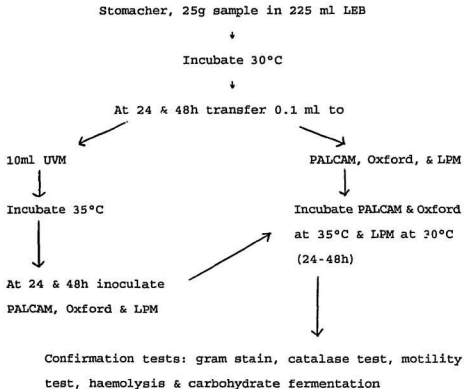 Stomacher, 25g sample in 225 ml LEB
Incubate 30°C
At 24 & 48h transfer 0.1 ml to
10ml UVM
PALCAM, Oxford, & LPM
Incubate 35°C
Incubate PALCAM & Oxford
at 35°C & LPM at 30°C
(24-48h)
At 24 & 48h inoculate
PALCAM, Oxford & LPM
Confirmation tests: gram stain, catalase test, motility
test, haemolysis & carbohydrate fermentation